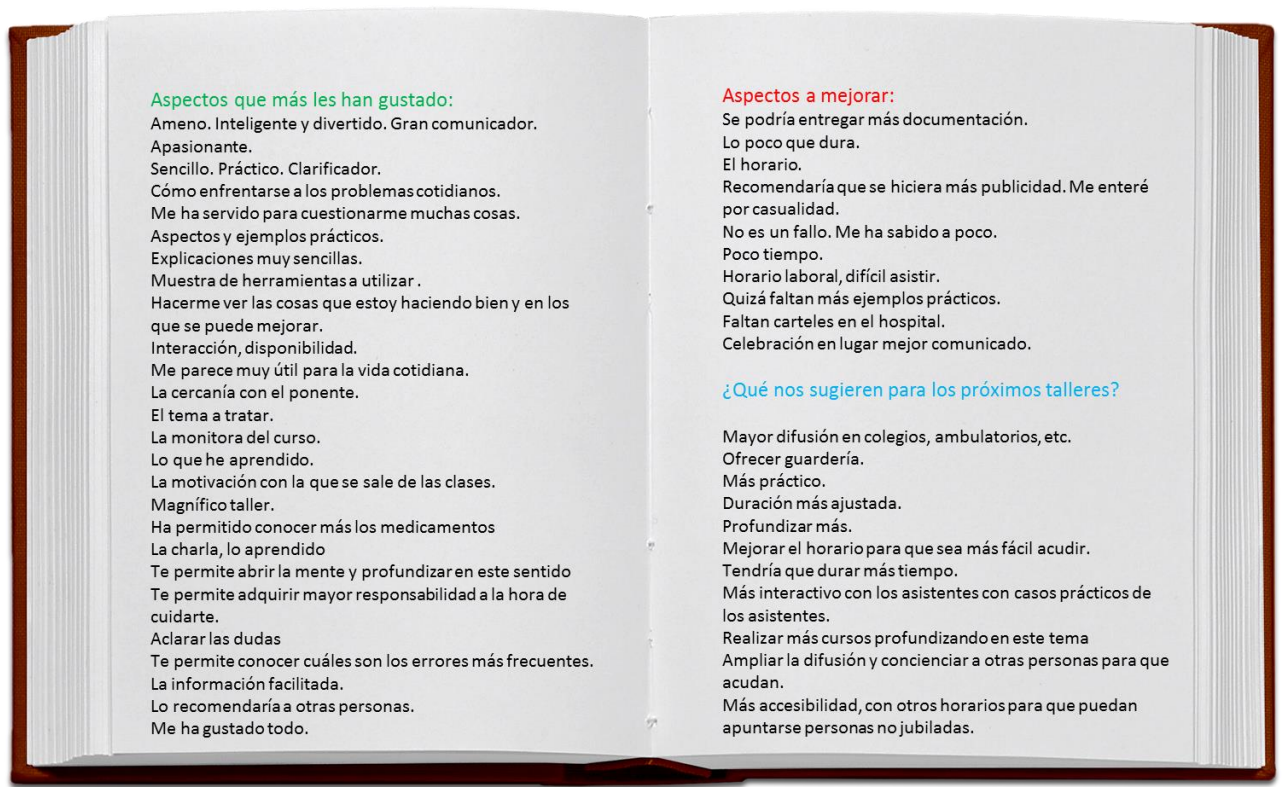 Aspectos que más les han gustado:
Ameno. Inteligente y divertido. Gran comunicador.
Apasionante.
Sencillo. Práctico. Clarificador.
Cómo enfrentarse a los problemas cotidianos.
Me ha servido para cuestionarme muchas cosas.
Aspectos y ejemplos prácticos.
Explicaciones muy sencillas.
Muestra de herramientas a utilizar .
Hacerme ver las cosas que estoy haciendo bien y en los
que se puede mejorar.
Interacción, disponibilidad.
Me parece muy útil para la vida cotidiana.
La cercanía con el ponente.
El tema a tratar.
La monitora del curso.
Lo que he aprendido.
La motivación con la que se sale de las clases.
Magnífico taller.
Ha permitido conocer más los medicamentos
La charla, lo aprendido
Te permite abrir la mente y profundizar en este sentido
Te permite adquirir mayor responsabilidad a la hora de
cuidarte.
Aclarar las dudas
Te permite conocer cuáles son los errores más frecuentes.
La información facilitada.
Lo recomendaría a otras personas.
Me ha gustado todo.
Aspectos a mejorar:
Se podría entregar más documentación.
Lo poco que dura.
El horario.
Recomendaría que se hiciera más publicidad. Me enteré
por casualidad.
No es un fallo. Me ha sabido a poco.
Poco tiempo.
Horario laboral, difícil asistir.
Quizá faltan más ejemplos prácticos.
Faltan carteles en el hospital.
Celebración en lugar mejor comunicado.
¿Qué nos sugieren para los próximos talleres?
Mayor difusión en colegios, ambulatorios, etc.
Ofrecer guardería.
Más práctico.
Duración más ajustada.
Profundizar más.
Mejorar el horario para que sea más fácil acudir.
Tendría que durar más tiempo.
Más interactivo con los asistentes con casos prácticos de
los asistentes.
Realizar más cursos profundizando en este tema
Ampliar la difusión y concienciar a otras personas para que
acudan.
Más accesibilidad, con otros horarios para que puedan
apuntarse personas no jubiladas.